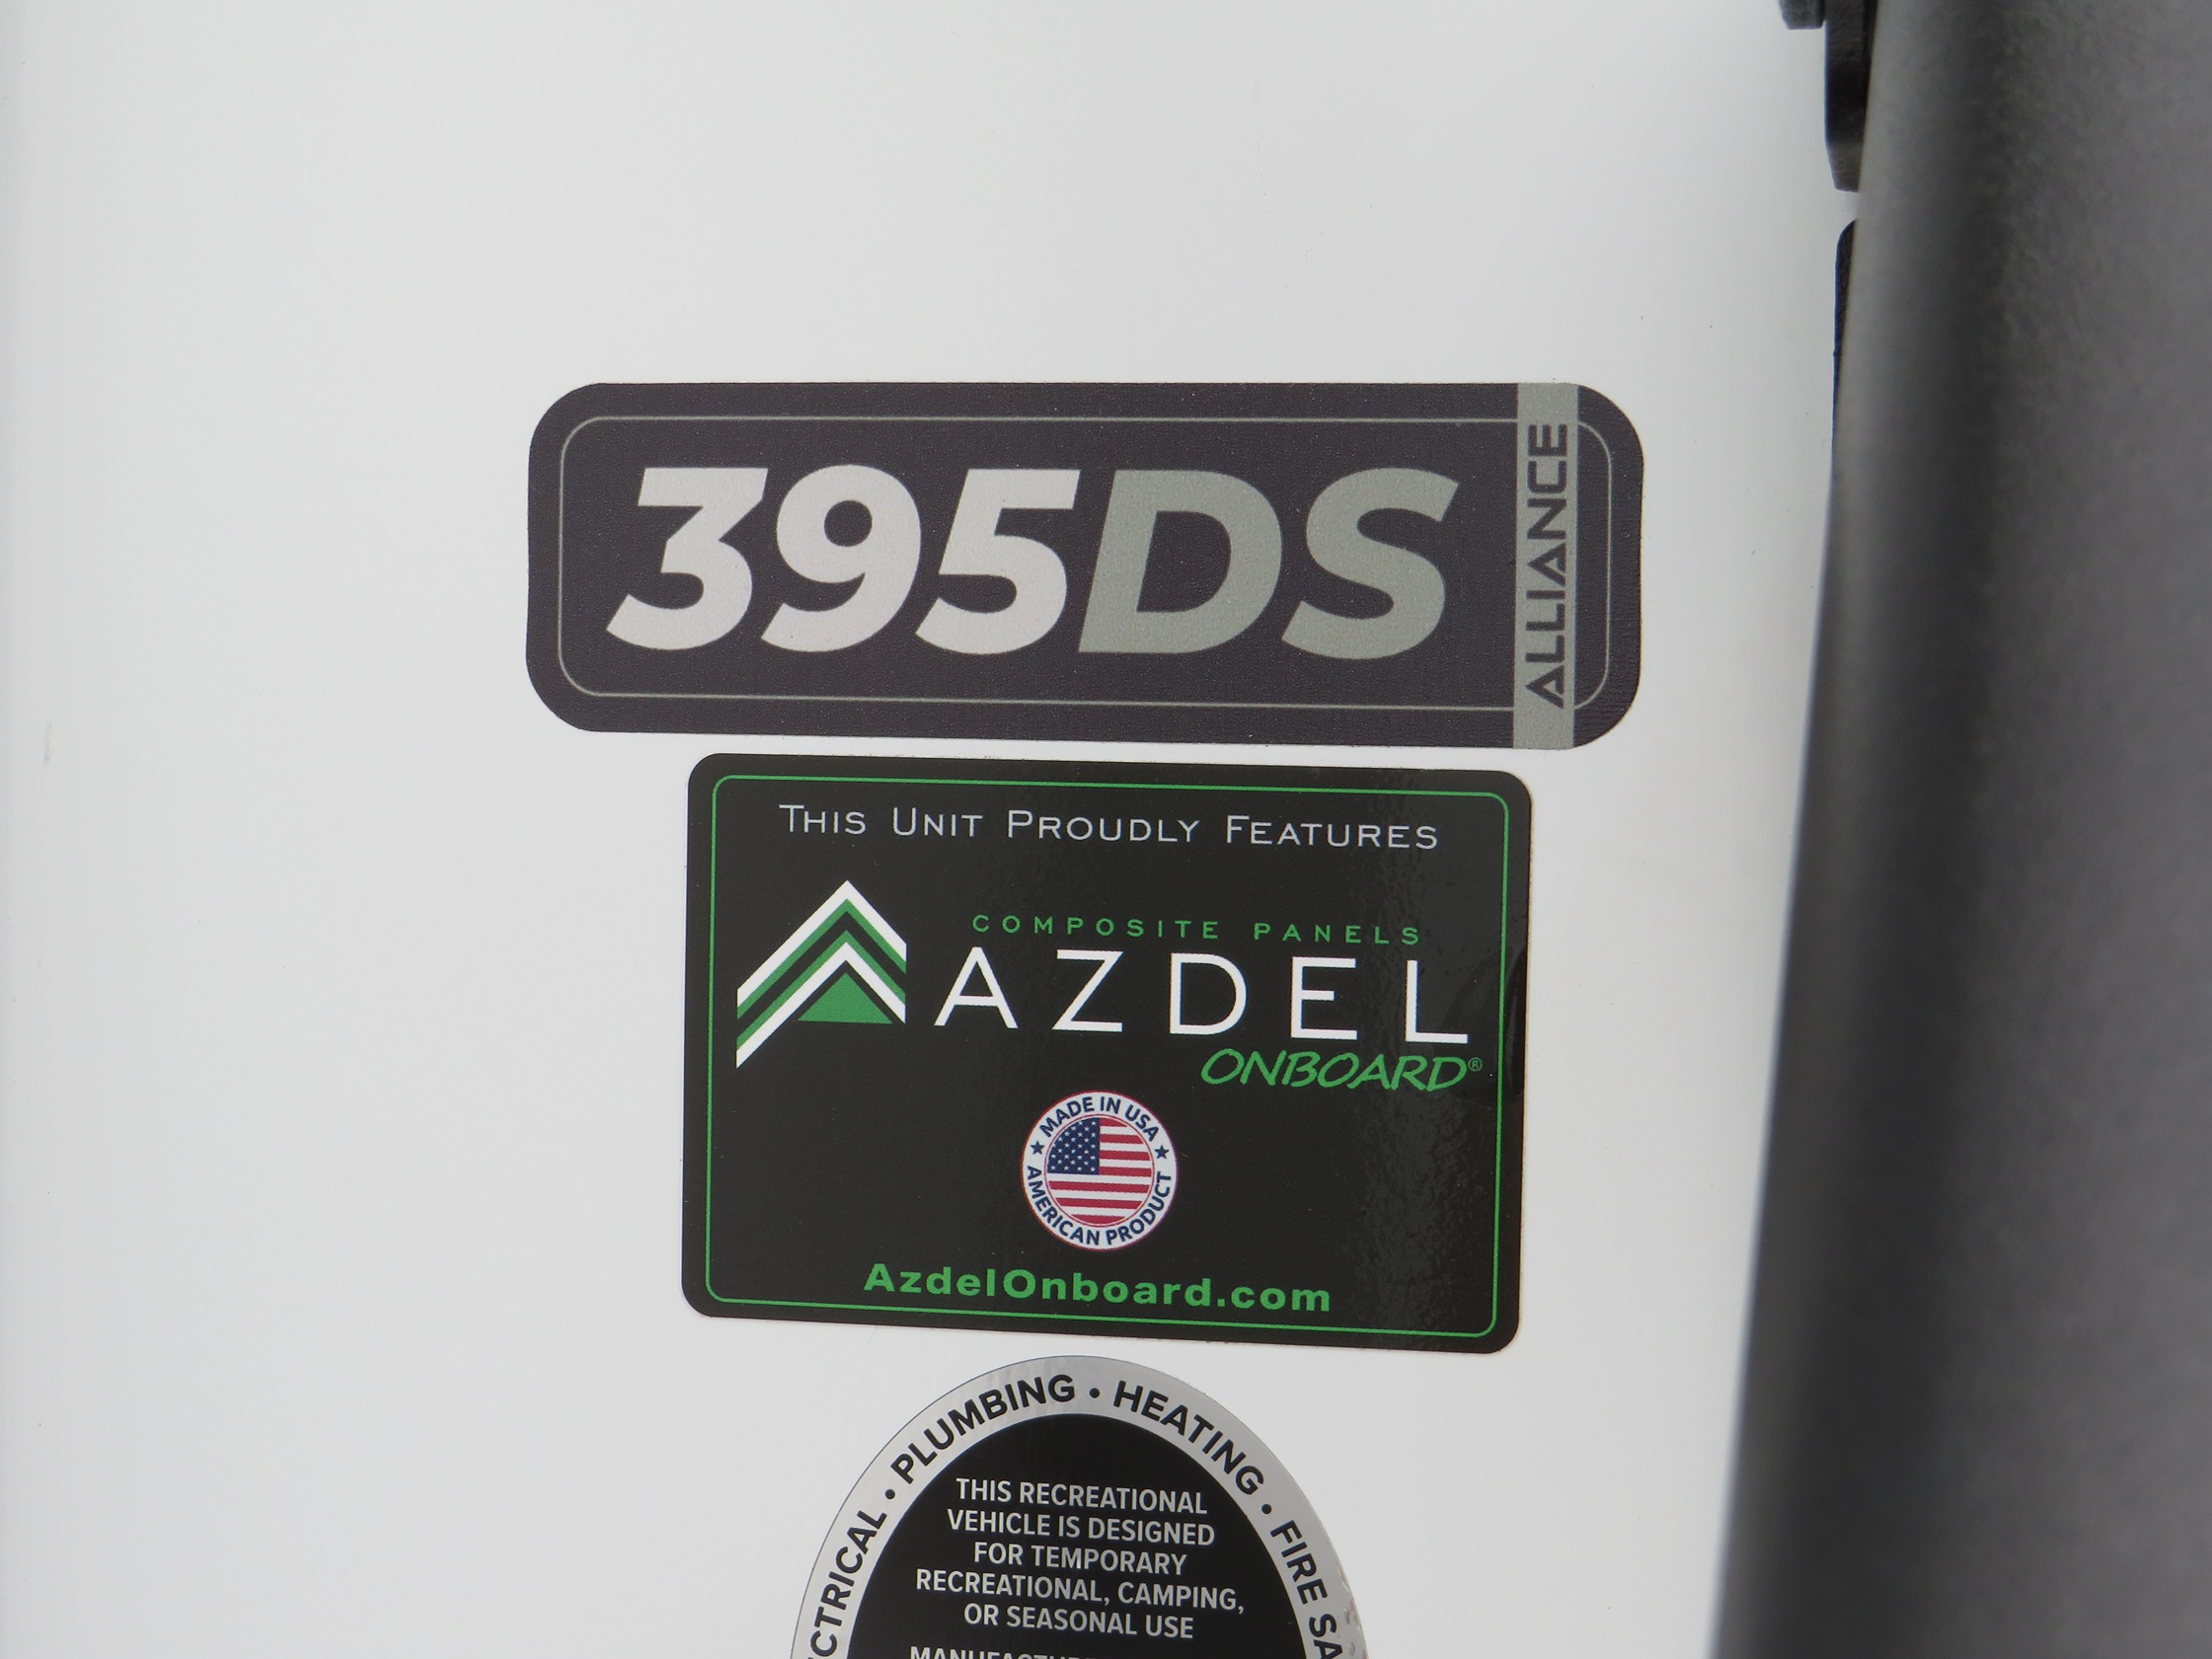 395DS
ALLIANCE
THIS UNIT PROUDLY FEATURES
COMPOSITE PANELS
AZDEL
ONBOARD®
MADE IN USA
AMERICAN PRODUCT
AzdelOnboard.com
PLUMBING • HEATING •
THIS RECREATIONAL
VEHICLE IS DESIGNED
FOR TEMPORARY
RECREATIONAL, CAMPING,
OR SEASONAL USE